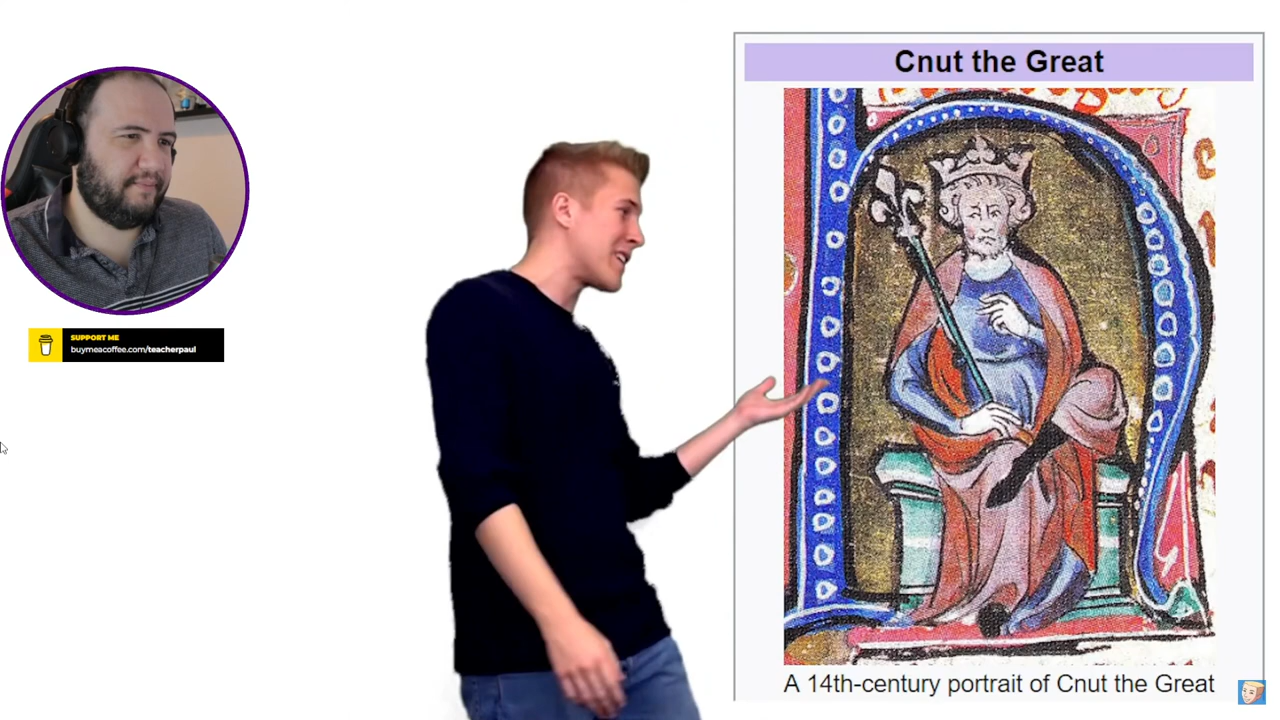 Cnut the Great
SUPPORT ME
buymeacoffee.com/teacherpaul
A 14th-century portrait of Cnut the Great